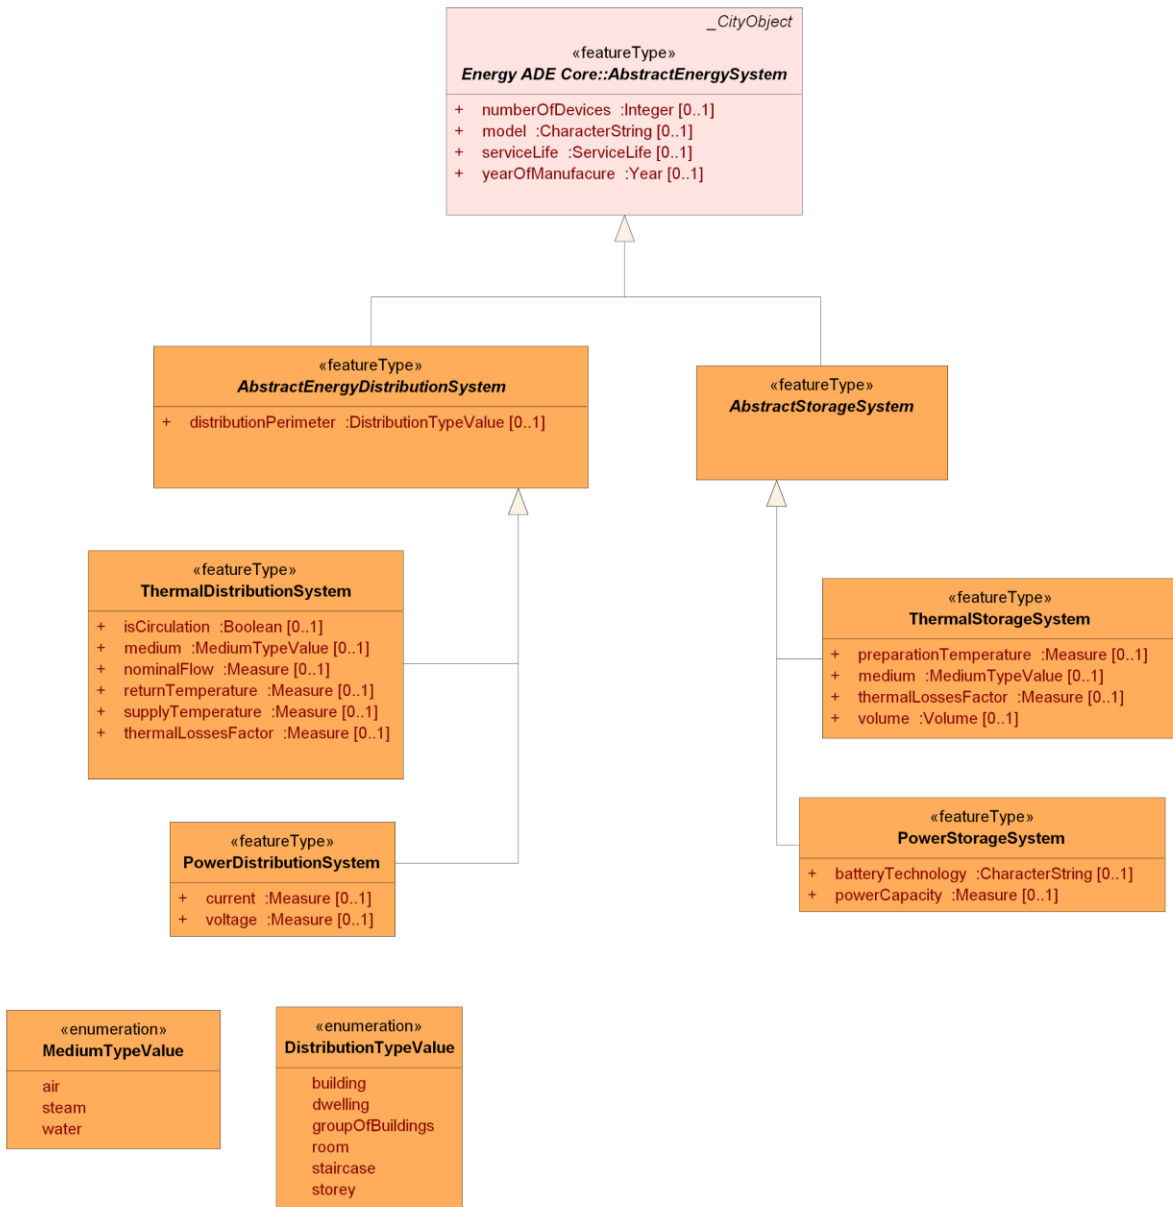 _CityObject
«featureType»
Energy ADE Core::AbstractEnergySystem
+ numberOfDevices :Integer [0..1]
+ model :CharacterString [0..1]
+ serviceLife :ServiceLife [0..1]
+ yearOfManufacure :Year [0..1]
«featureType»
AbstractEnergyDistributionSystem
+ distributionPerimeter :DistributionTypeValue [0..1]
«featureType»
AbstractStorageSystem
«featureType»
ThermalDistributionSystem
+ isCirculation :Boolean [0..1]
+ medium :MediumTypeValue [0..1]
+ nominalFlow :Measure [0..1]
+ returnTemperature :Measure [0..1]
+ supplyTemperature :Measure [0..1]
+ thermalLossesFactor :Measure [0..1]
«featureType»
ThermalStorageSystem
+ preparationTemperature :Measure [0..1]
+ medium :MediumTypeValue [0..1]
+ thermalLossesFactor :Measure [0..1]
+ volume :Volume [0..1]
«featureType»
PowerDistributionSystem
+ current :Measure [0..1]
+ voltage :Measure [0..1]
«featureType»
PowerStorageSystem
+ batteryTechnology :CharacterString [0..1]
+ powerCapacity :Measure [0..1]
«enumeration»
MediumTypeValue
air
steam
water
«enumeration»
DistributionTypeValue
building
dwelling
groupOfBuildings
room
staircase
storey